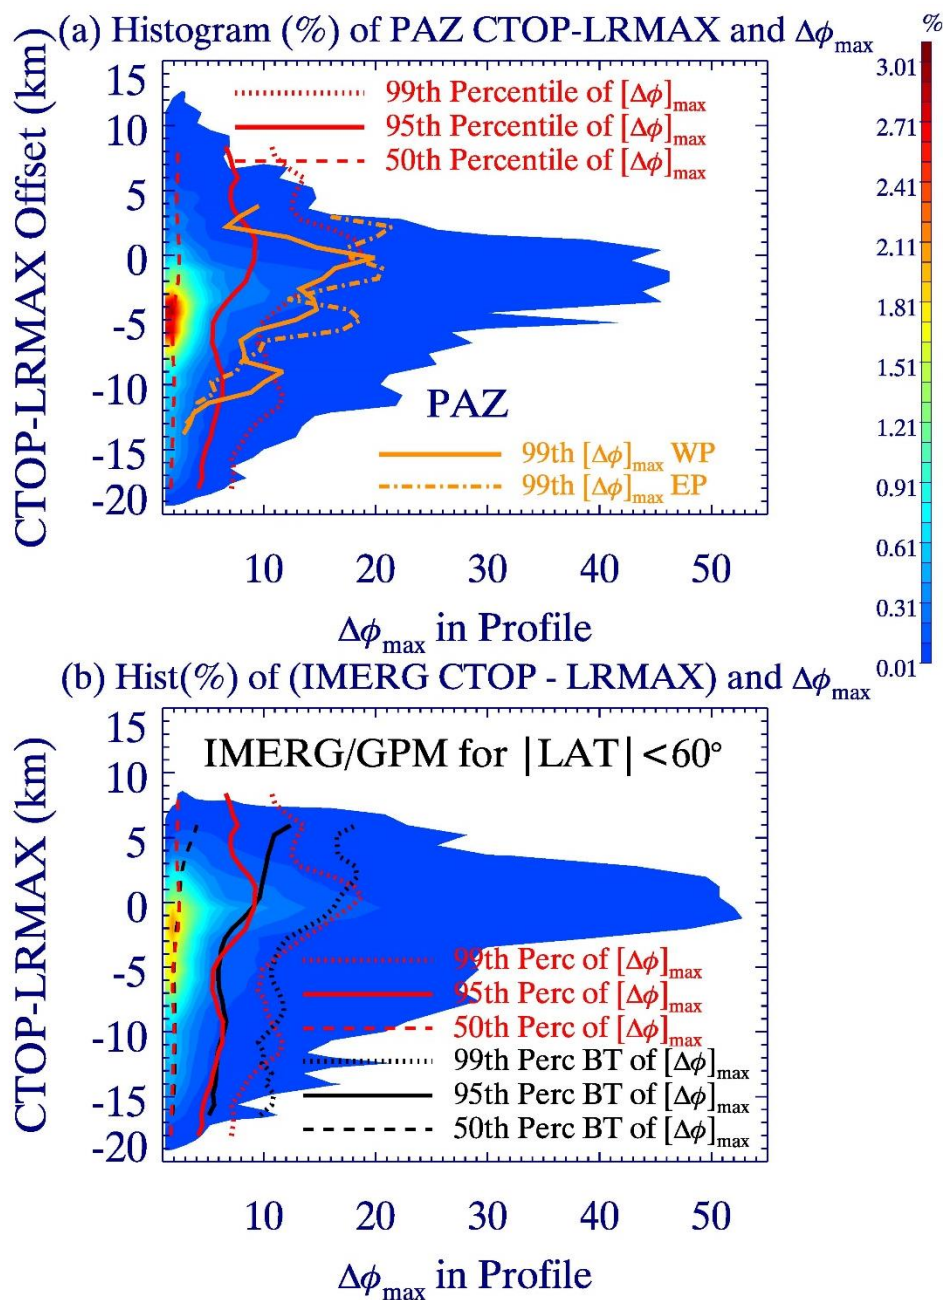 (a) Histogram (%) of PAZ CTOP-LRMAX and Δϕmax
%
CTOP-LRMAX Offset (km)
15
10
5
0
-5
-10
-15
-20
99th Percentile of [Δϕ]max
95th Percentile of [Δϕ]max
50th Percentile of [Δϕ]max
PAZ
99th [Δϕ]max WP
99th [Δϕ]max EP
10 20 30 40 50
Δϕmax in Profile
3.01
2.71
2.41
2.11
1.81
1.51
1.21
0.91
0.61
0.31
0.01
(b) Hist(%) of (IMERG CTOP - LRMAX) and Δϕmax
CTOP-LRMAX (km)
15
10
5
0
-5
-10
-15
-20
IMERG/GPM for |LAT|<60°
99th Perc of [Δϕ]max
95th Perc of [Δϕ]max
50th Perc of [Δϕ]max
99th Perc BT of [Δϕ]max
95th Perc BT of [Δϕ]max
50th Perc BT of [Δϕ]max
10 20 30 40 50
Δϕmax in Profile